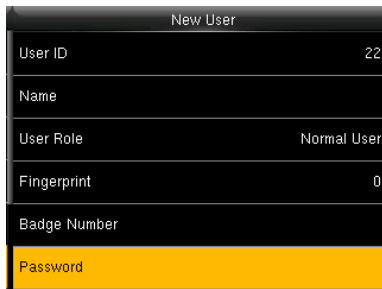 New User
User ID 22
Name
User Role Normal User
Fingerprint 0
Badge Number
Password